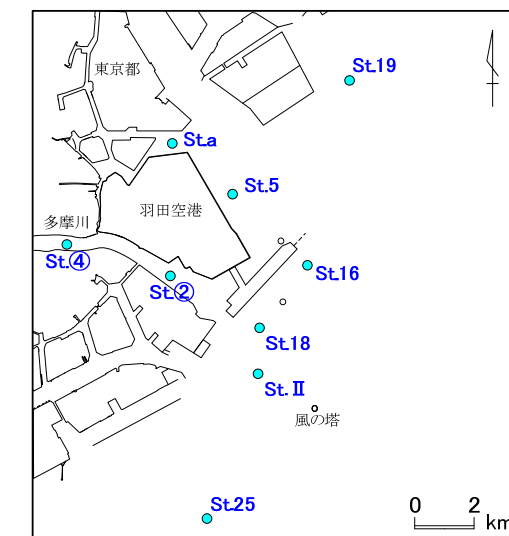 東京都
St.19
St.a
St.5
羽田空港
多摩川
St.④
St.②
St.16
St.18
St.Ⅱ
風の塔
St.25
0 2
km